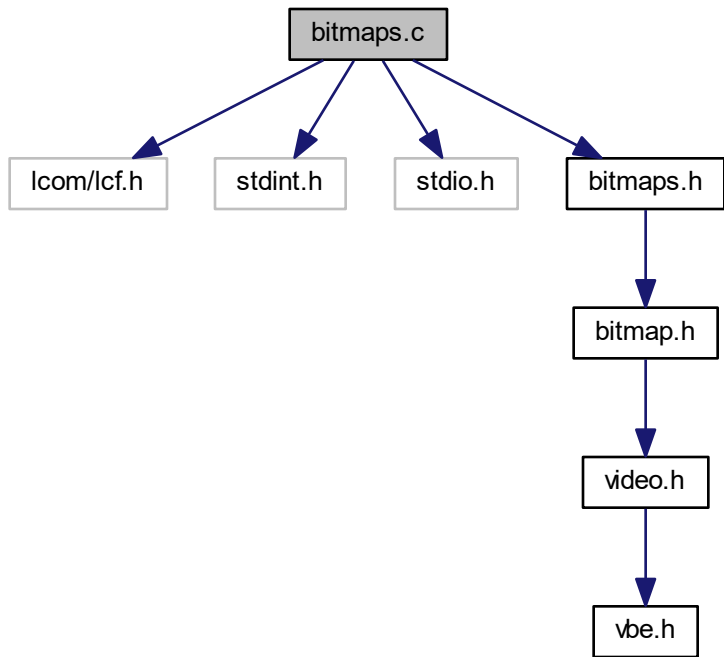 bitmaps.c
lcom/lcf.h
stdint.h
stdio.h
bitmaps.h
bitmap.h
video.h
vbe.h